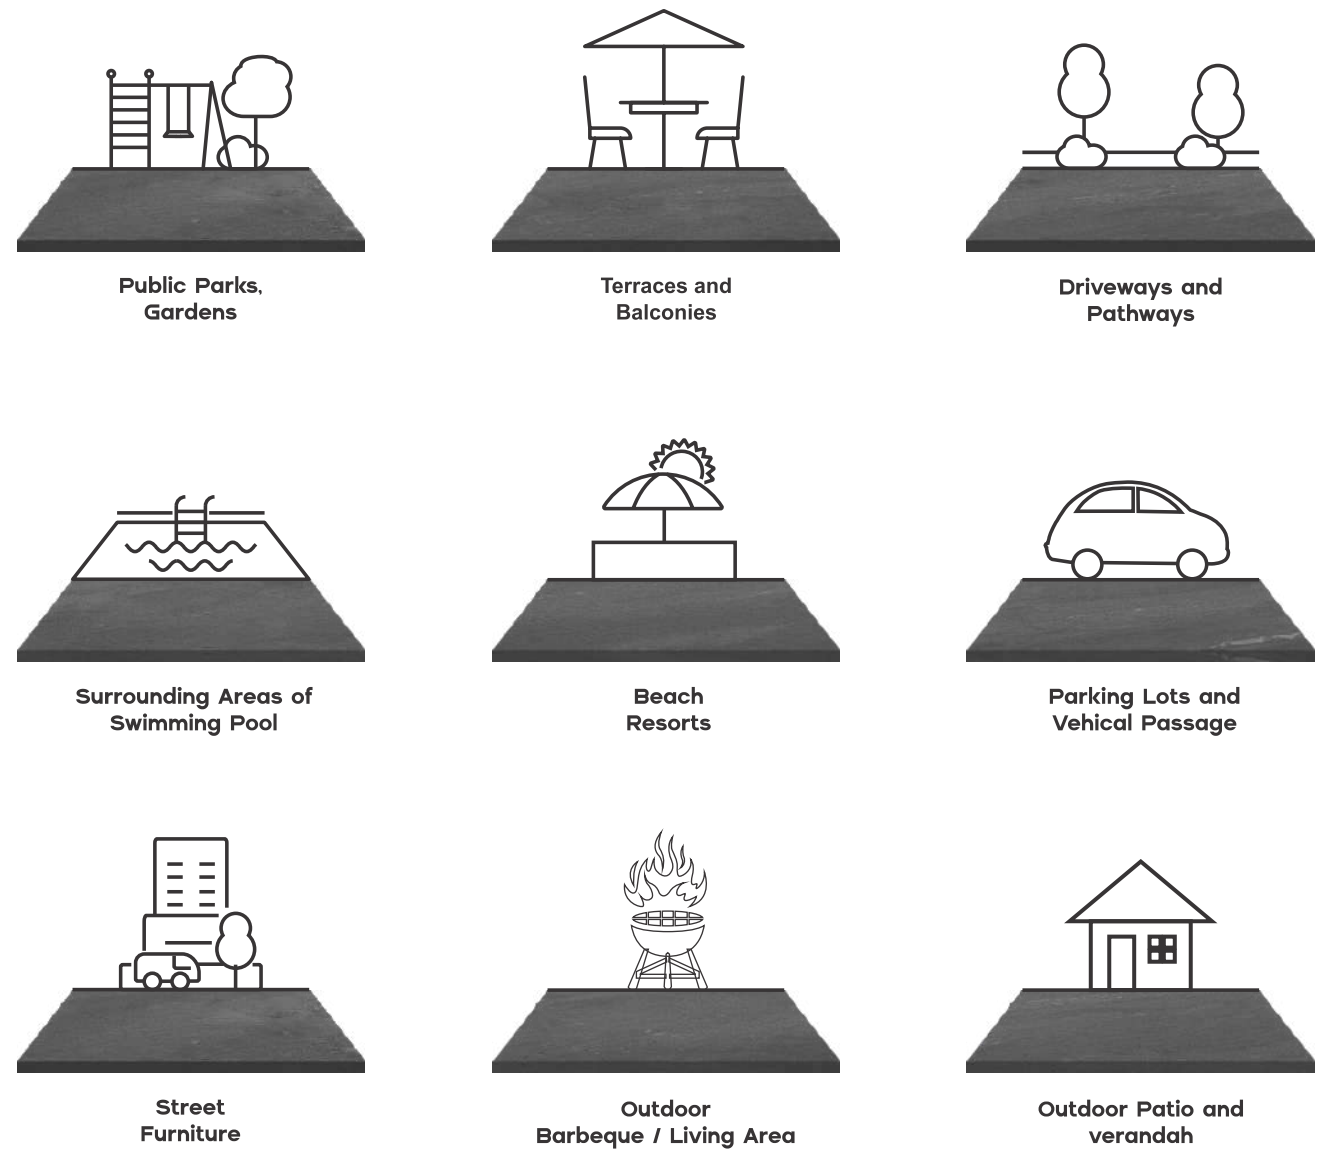 Public Parks,
Gardens
Terraces and
Balconies
Driveways and
Pathways
Surrounding Areas of
Swimming Pool
Beach
Resorts
Parking Lots and
Vehical Passage
Street
Furniture
Outdoor
Barbeque / Living Area
Outdoor Patio and
verandah